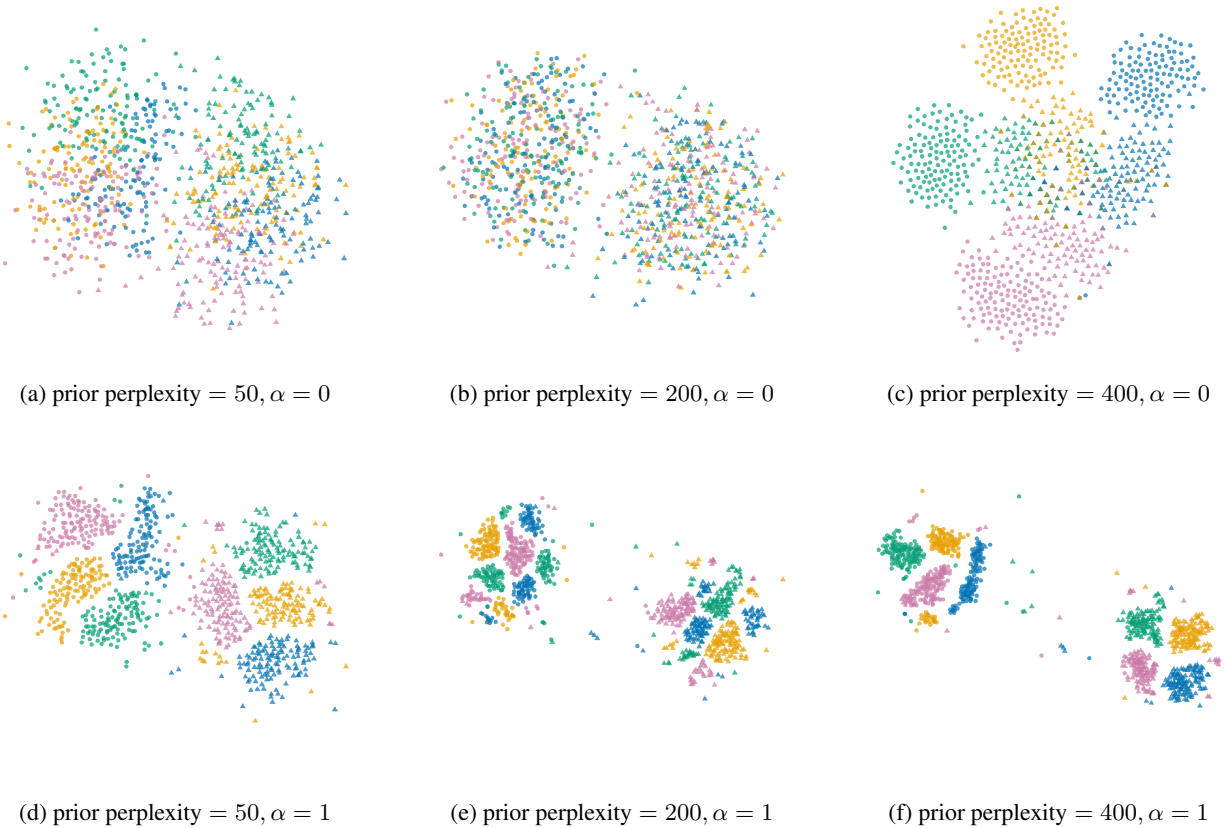 (a) prior perplexity = 50, α = 0
(b) prior perplexity = 200, α = 0
(c) prior perplexity = 400, α = 0
(d) prior perplexity = 50, α = 1
(e) prior perplexity = 200, α = 1
(f) prior perplexity = 400, α = 1